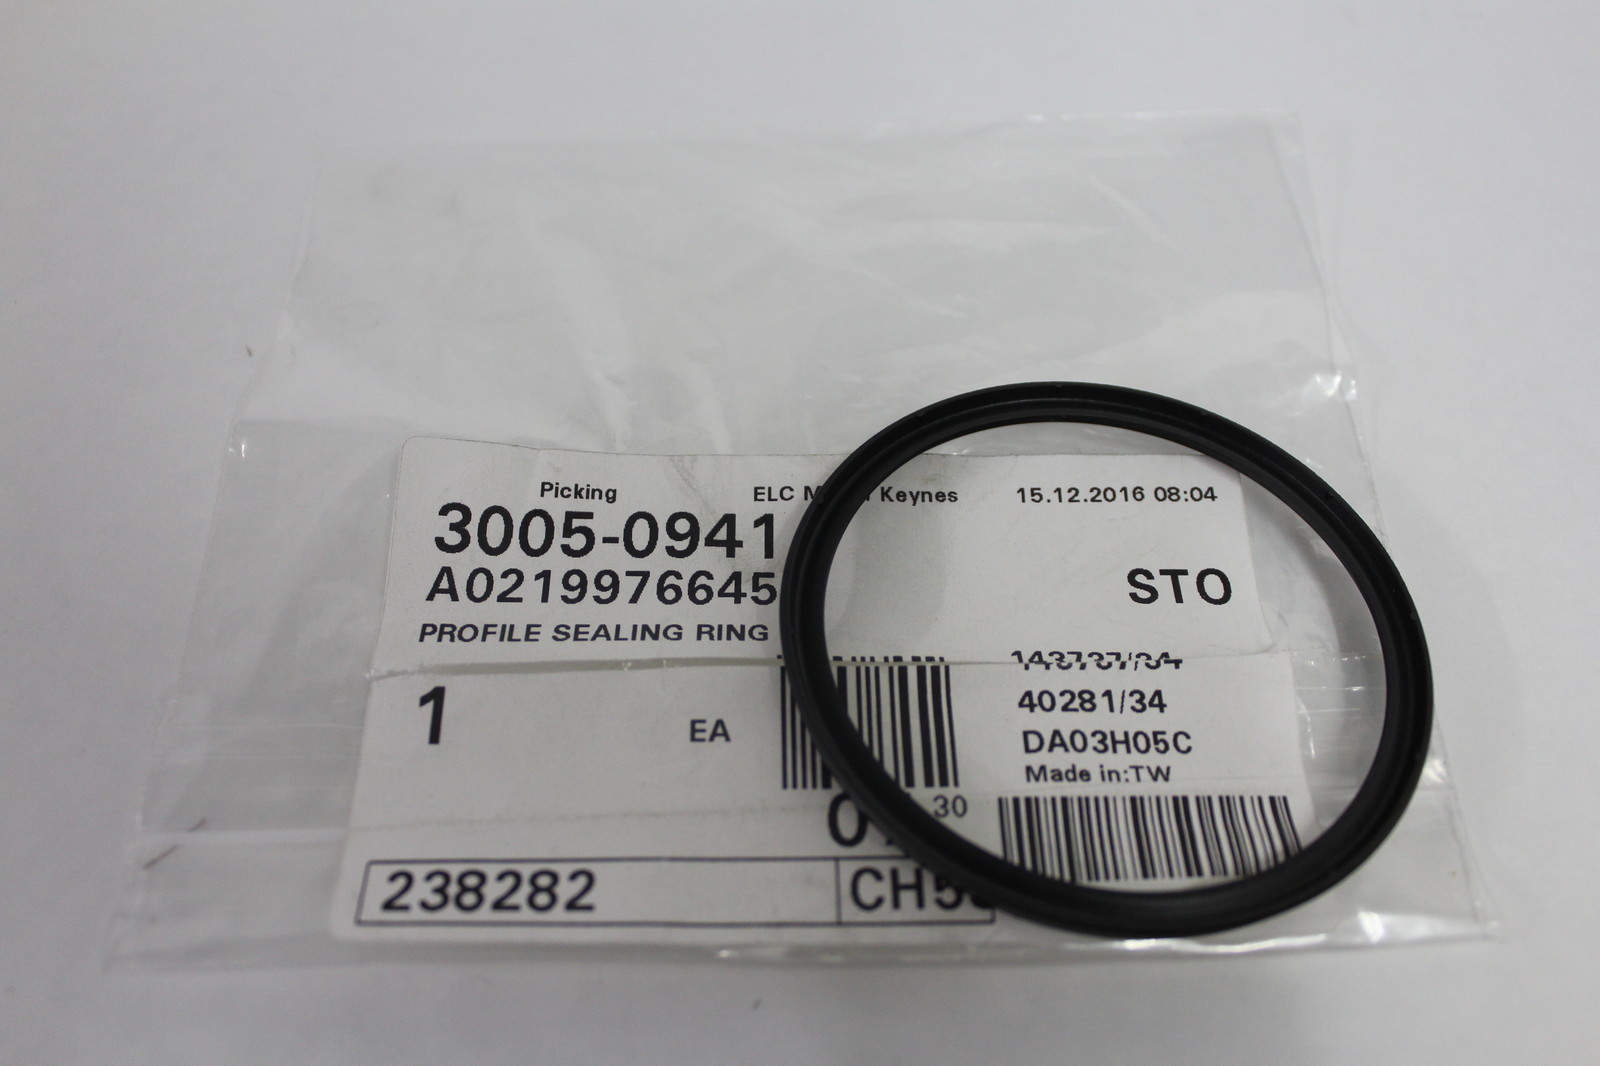 Picking ELC Keynes 15.12.2016 08:04
3005-0941
A0219976645 STO
PROFILE SEALING RING
1 EA 40281/34
DA03H05C
Made in:TW
30
238282